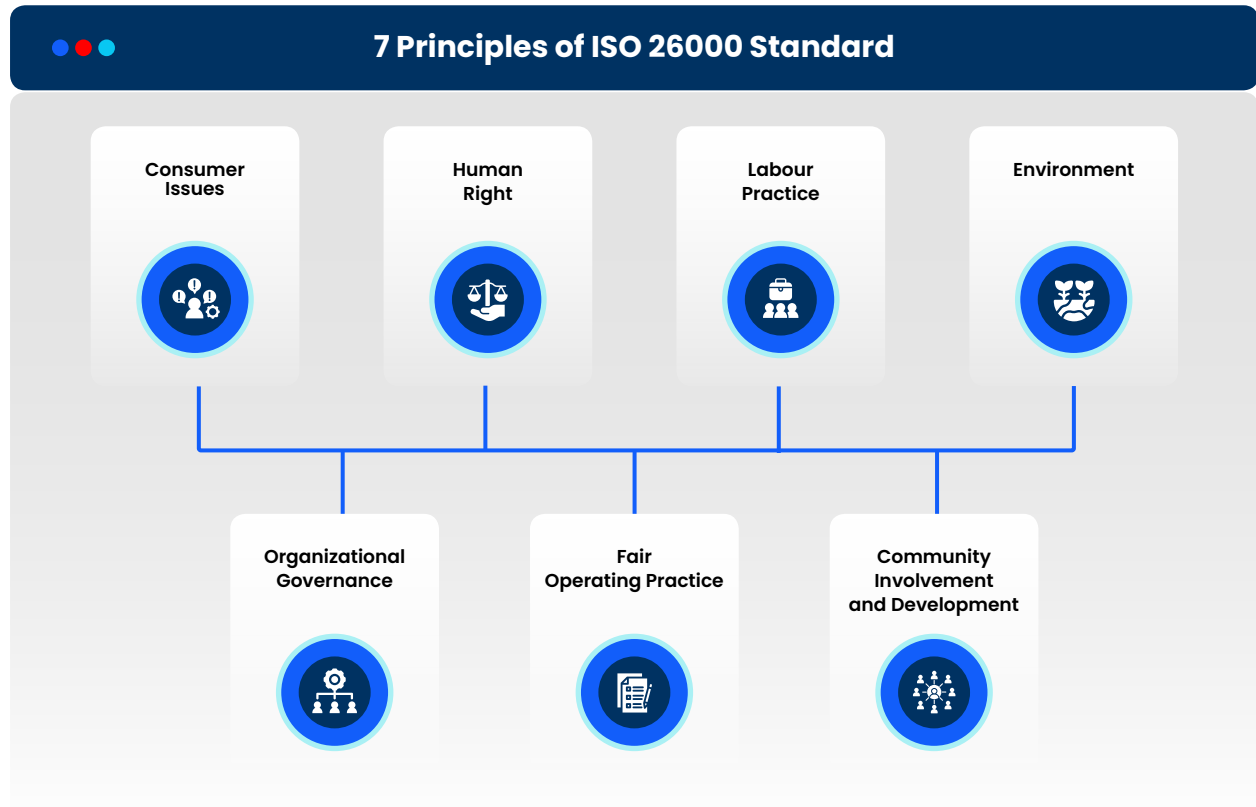 7 Principles of ISO 26000 Standard
Consumer
Issues
Human
Right
Labour
Practice
Environment
Organizational
Governance
Fair
Operating Practice
Community
Involvement
and Development